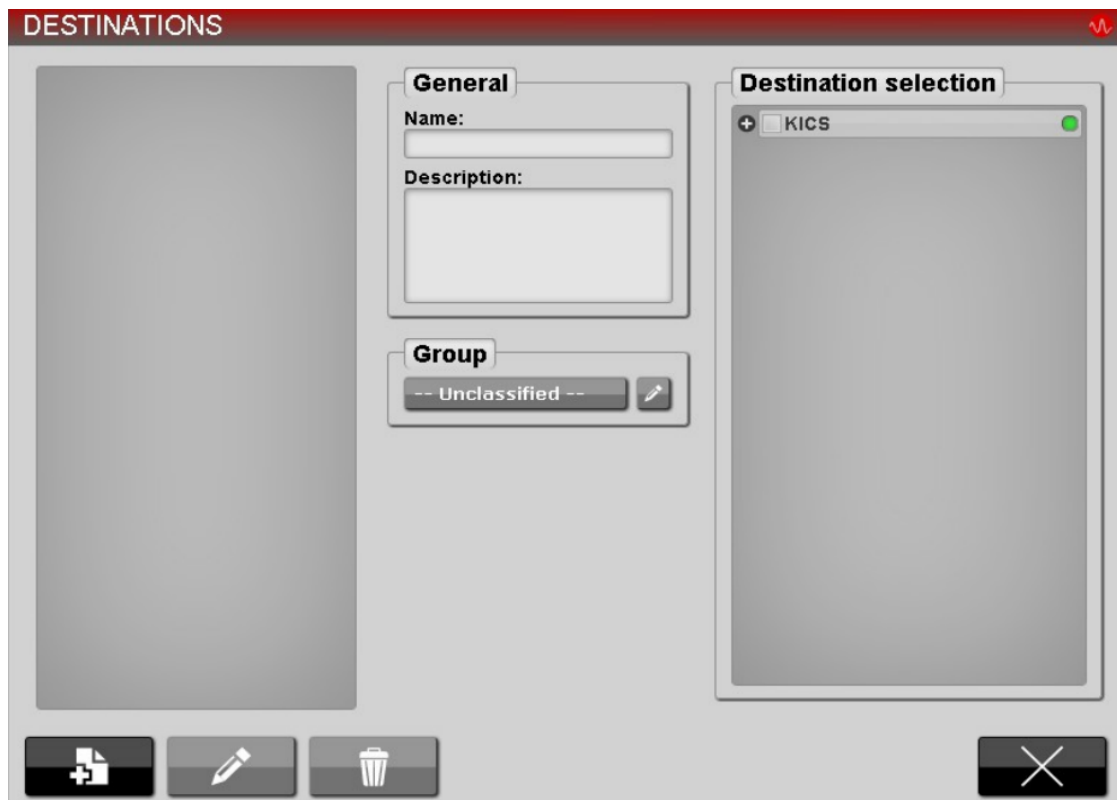 DESTINATIONS
General
Name:
Description:
Group
-- Unclassified --
Destination selection
KICS